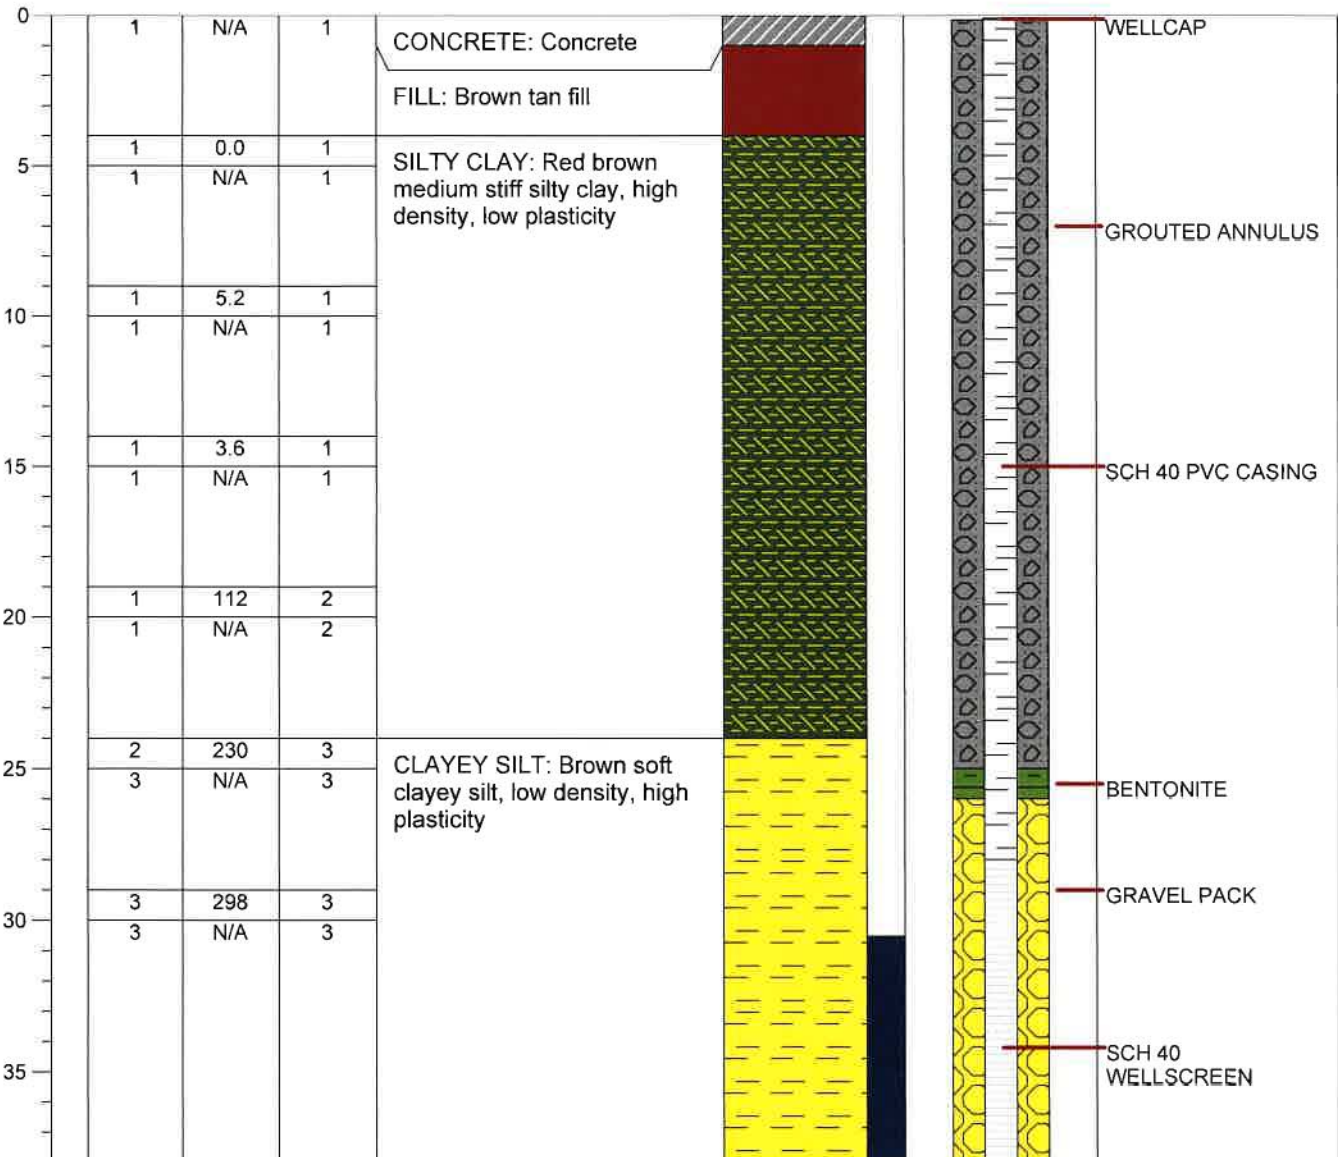 0
1 N/A 1
CONCRETE: Concrete
WELLCAP
FILL: Brown tan fill
1 0.0 1
5
1 N/A 1
SILTY CLAY: Red brown
medium stiff silty clay, high
density, low plasticity
GROUTED ANNULUS
1 5.2 1
10
1 N/A 1
1 3.6 1
15
1 N/A 1
SCH 40 PVC CASING
1 112 2
20
1 N/A 2
2 230 3
25
3 N/A 3
CLAYEY SILT: Brown soft
clayey silt, low density, high
plasticity
BENTONITE
3 298 3
GRAVEL PACK
30
3 N/A 3
35
SCH 40
WELLSCREEN